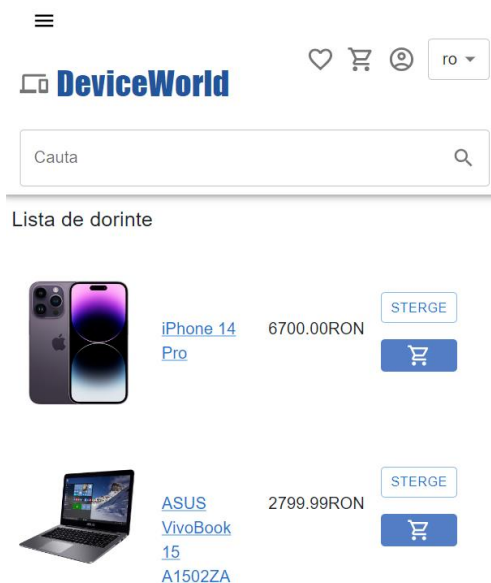 DeviceWorld
ro
Cauta
Lista de dorinte
iPhone 14
Pro
6700.00RON
STERGE
ASUS
VivoBook
15
A1502ZA
2799.99RON
STERGE